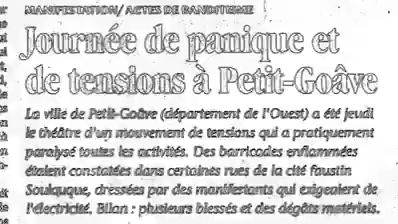 MANIFESTATION/ ACTES DE BANDITISME
Journée de panique et
de tensions à Petit-Goâve
La ville de Petit-Goâve (département de l'Ouest) a été jeudi
le théâtre d'un mouvement de tensions qui a pratiquement
paralysé toutes les activités. Des barricades enflammées
étaient constatées dans certaines rues de la cité faustin
Soulouque, dressées par des manifestants qui exigeaient de
l'électricité. Bilan : plusieurs blessés et des dégâts matériels.